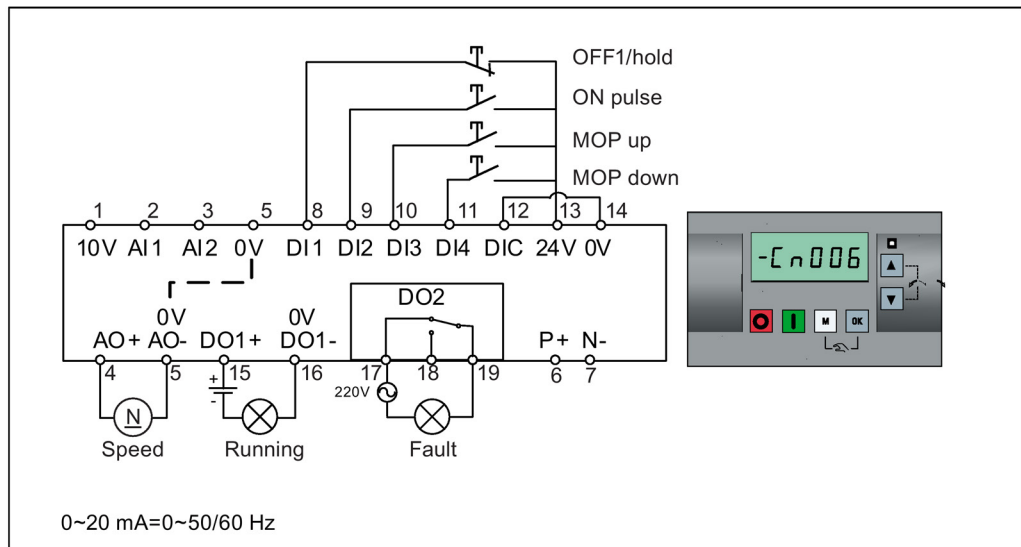 OFF1/hold
ON pulse
MOP up
MOP down
1 2 3 5 8 9 10 11 12 13 14
10V AI1 AI2 0V DI1 DI2 DI3 DI4 DIC 24V 0V
-Cn006
DO2
0V 0V
AO+ AO- DO1+ DO1- P+ N-
4 5 15 16 17 18 19 6 7
+
-
220V
N
M OK
Speed Running Fault
0~20 mA=0~50/60 Hz